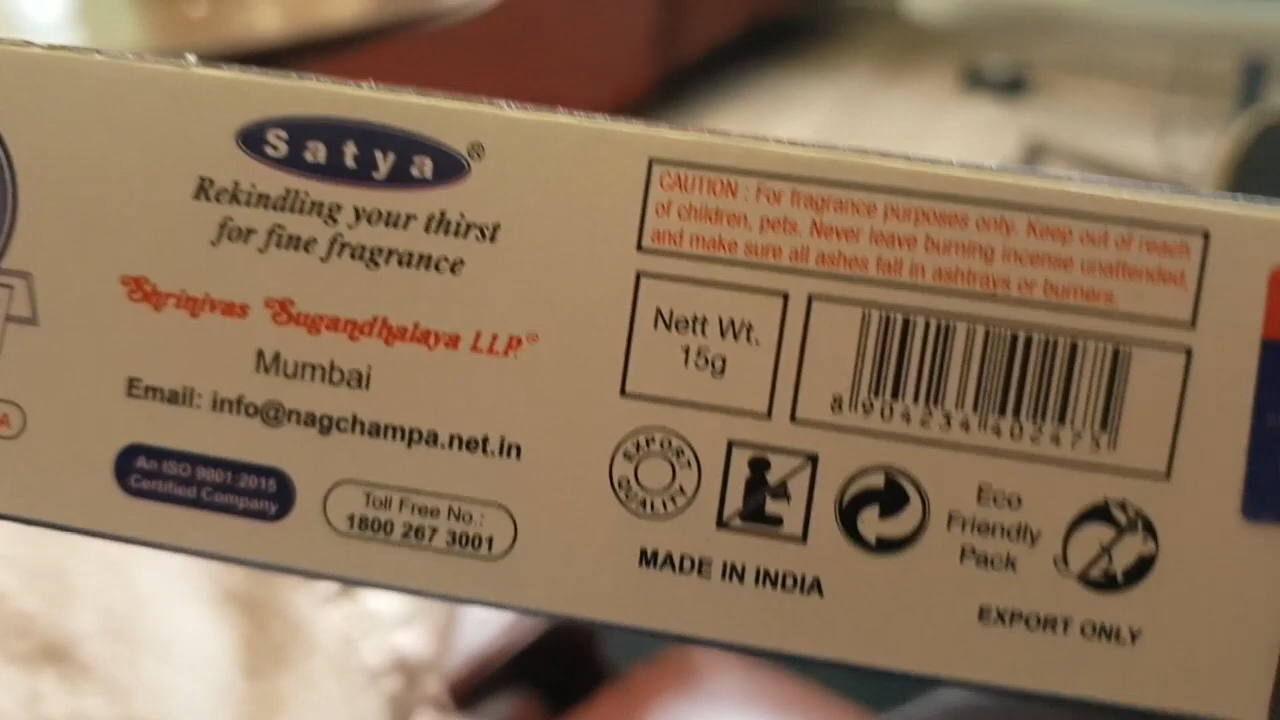 Satya®
Rekindling your thirst
for fine fragrance
Shrinivas Sugandhalaya LLP®
Mumbai
Email: info@nagchampa.net.in
An ISO 9001:2015
Certified Company
Toll Free No.:
1800 267 3001
CAUTION : For fragrance purposes only. Keep out of reach
of children, pets. Never leave burning incense unattended,
and make sure all ashes fall in ashtrays or burners.
Nett Wt.
15g
8 904234 402475
EXPORT
QUALITY
MADE IN INDIA
Eco
Friendly
Pack
EXPORT ONLY